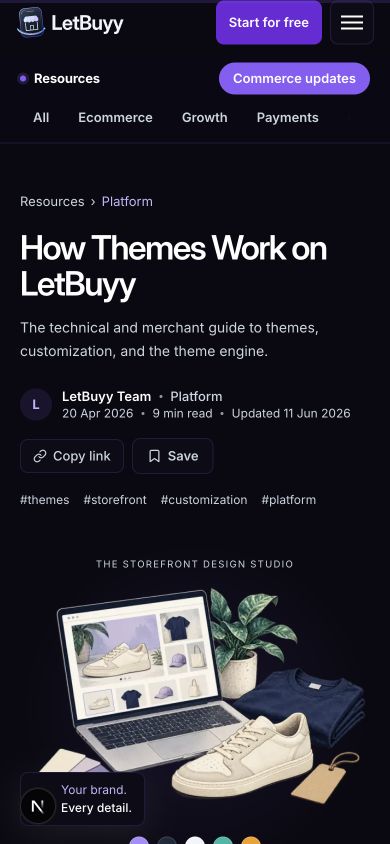 LetBuyy
Start for free
Resources
Commerce updates
All
Ecommerce
Growth
Payments
Resources › Platform
How Themes Work on
LetBuyy
The technical and merchant guide to themes,
customization, and the theme engine.
L
LetBuyy Team • Platform
20 Apr 2026 • 9 min read • Updated 11 Jun 2026
Copy link
Save
#themes #storefront #customization #platform
THE STOREFRONT DESIGN STUDIO
Your brand.
N
Every detail.